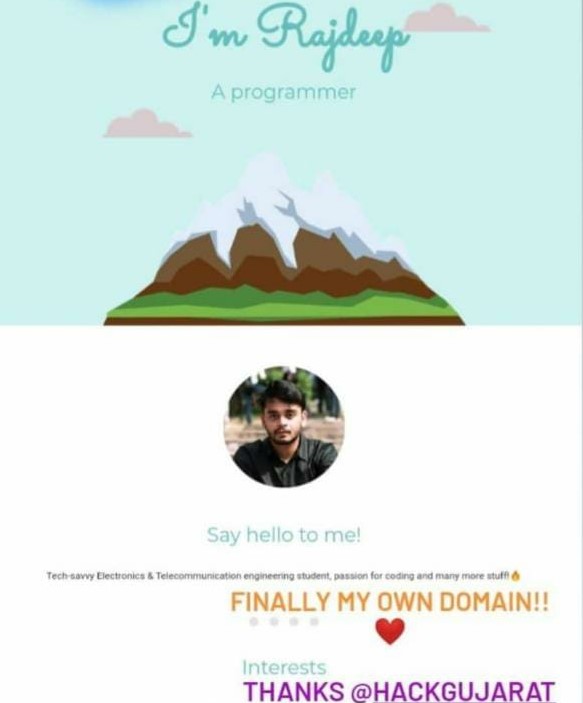 I'm Rajdeep
A programmer
Say hello to me!
Tech-savvy Electronics & Telecommunication engineering student, passion for coding and many more stuff!🔥
FINALLY MY OWN DOMAIN!!
❤️
Interests
THANKS @HACKGUJARAT